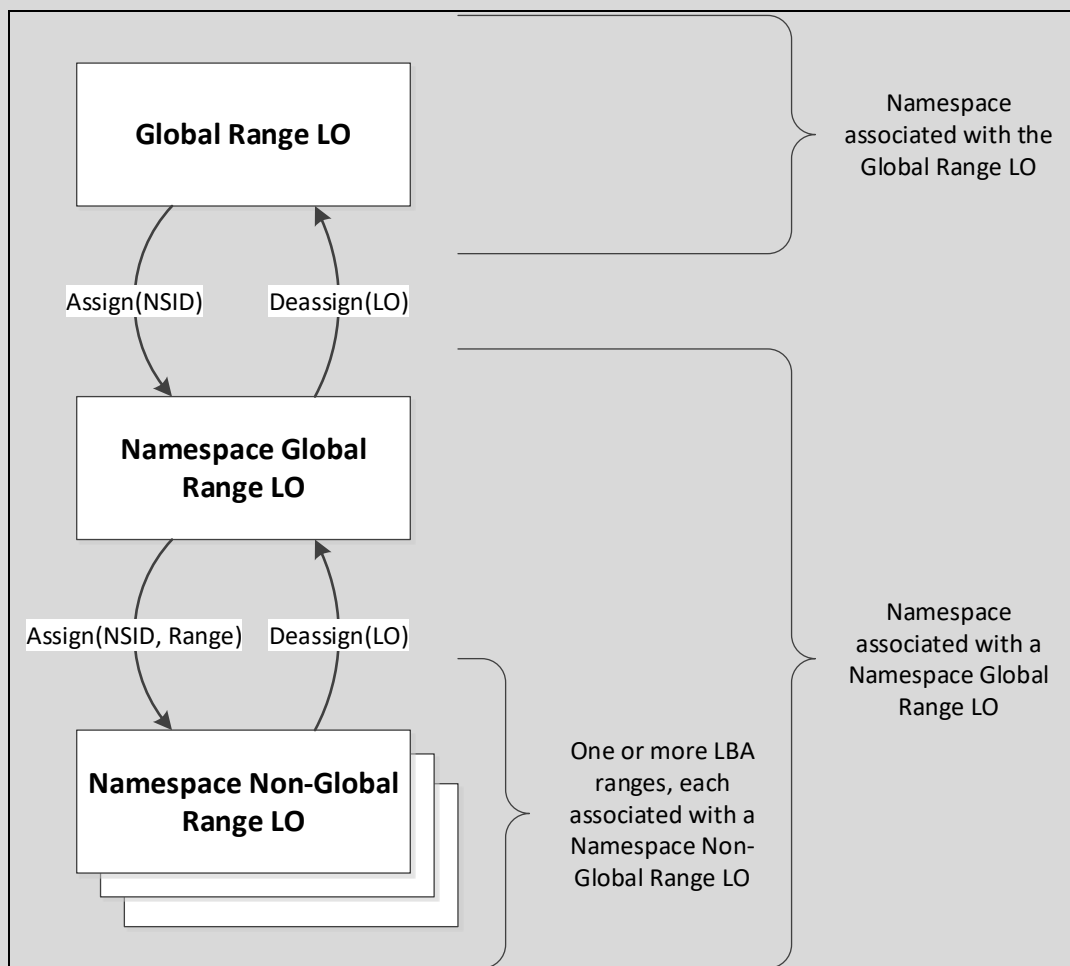 Global Range LO
Namespace
associated with the
Global Range LO
Assign(NSID)
Deassign(LO)
Namespace Global
Range LO
Assign(NSID, Range)
Deassign(LO)
Namespace
associated with a
Namespace Global
Range LO
Namespace Non-Global
Range LO
One or more LBA
ranges, each
associated with a
Namespace Non-
Global Range LO